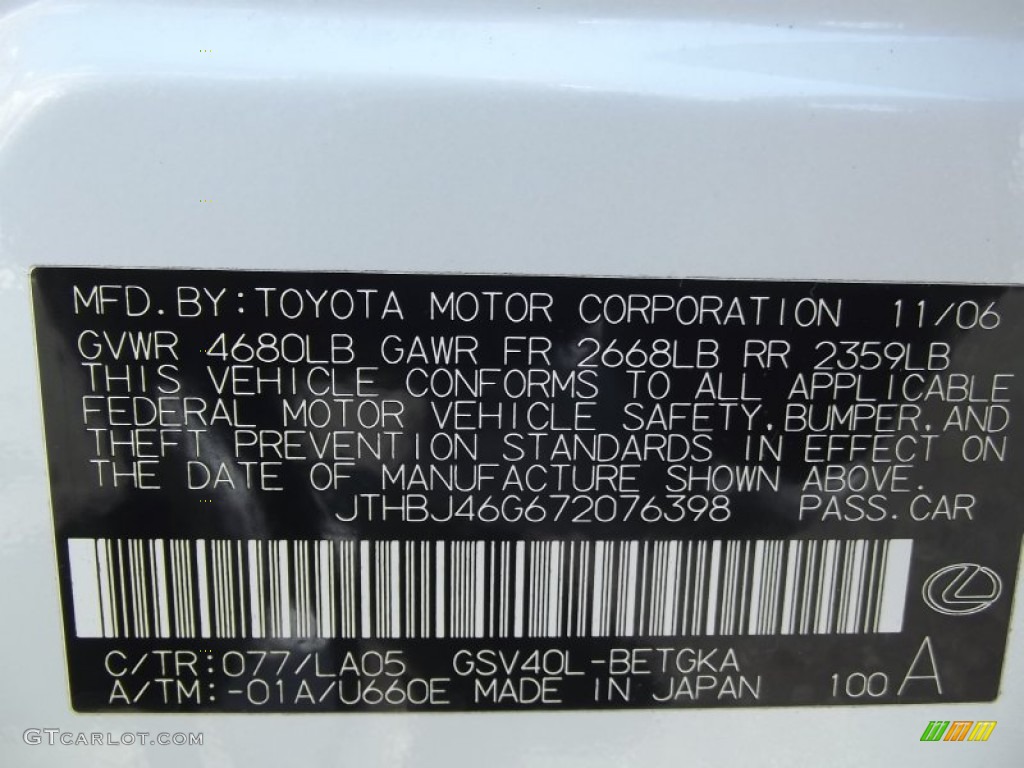 MFD. BY: TOYOTA MOTOR CORPORATION 11/06
GVWR 4680LB GAWR FR 2668LB RR 2359LB
THIS VEHICLE CONFORMS TO ALL APPLICABLE
FEDERAL MOTOR VEHICLE SAFETY. BUMPER. AND
THEFT PREVENTION STANDARDS IN EFFECT ON
THE DATE OF MANUFACTURE SHOWN ABOVE.
JTHBJ46G672076398 PASS. CAR
C/TR: 077/LA05 GSV40L-BETGKA
A/TM: -01A/U660E MADE IN JAPAN 100 A
GTCARLOT.COM